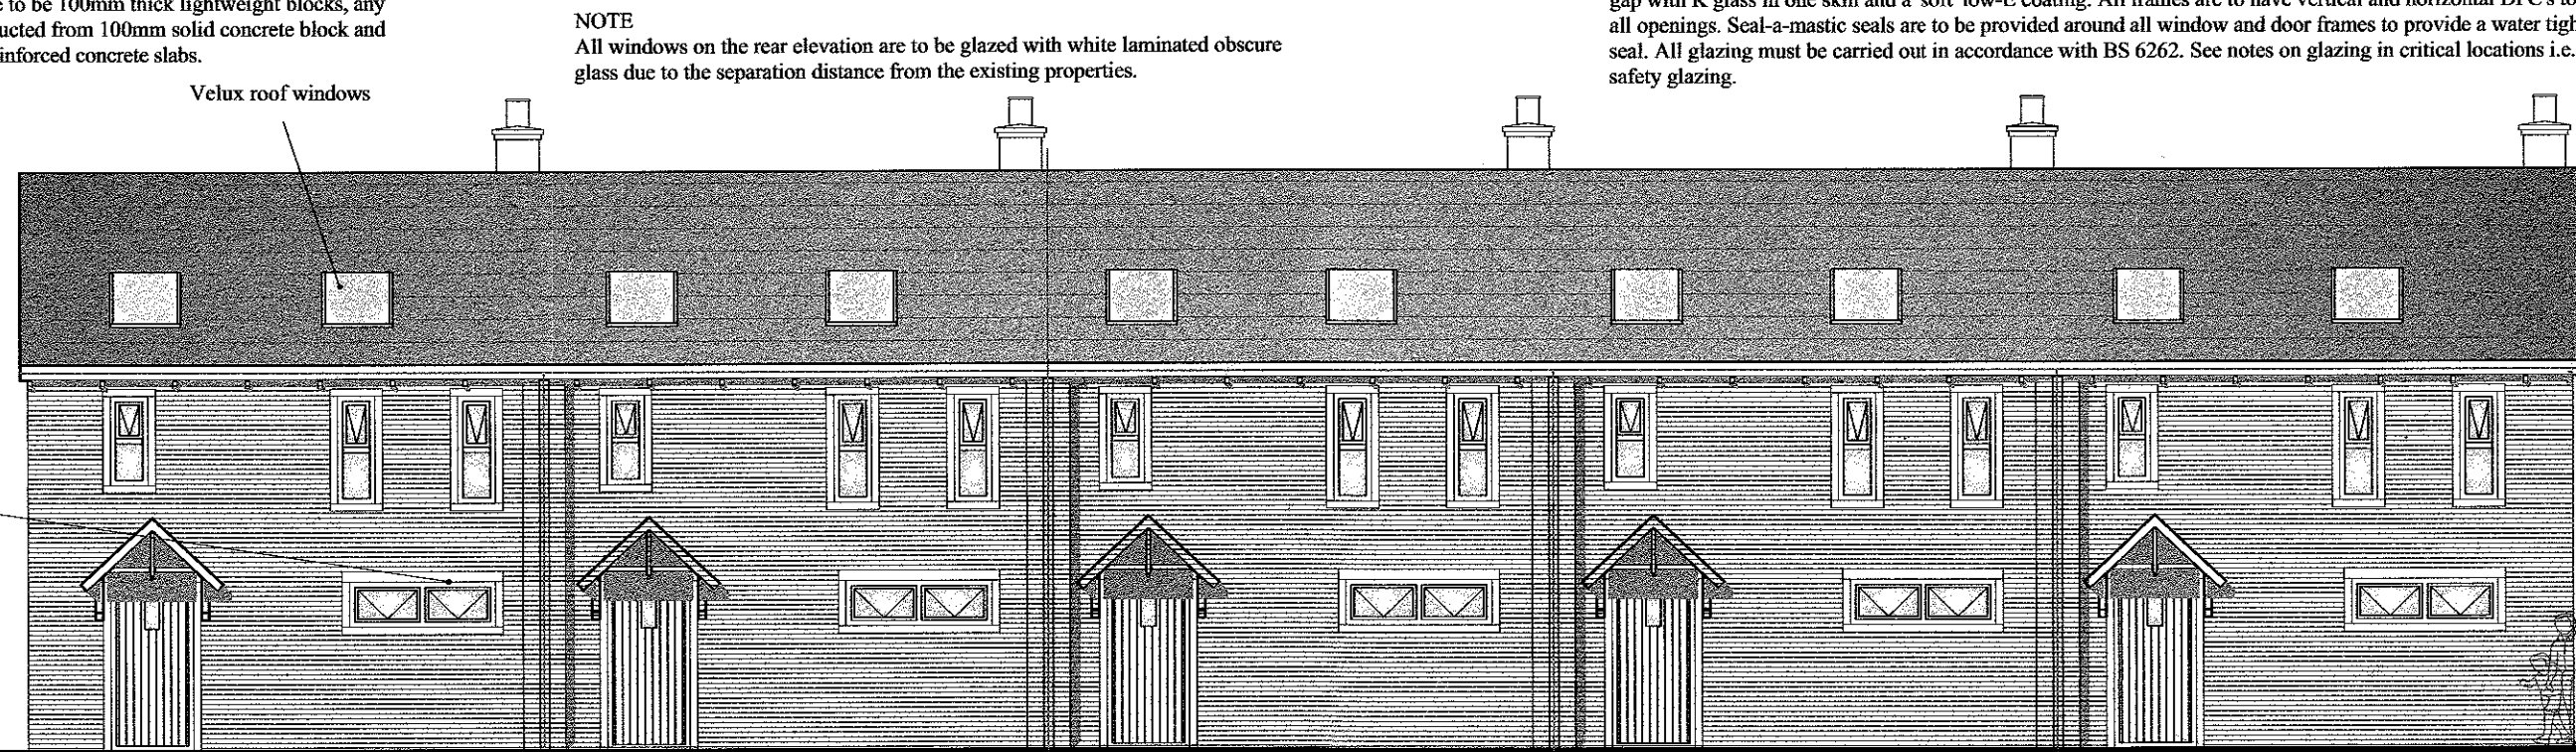 e to be 100mm thick lightweight blocks, any
ucted from 100mm solid concrete block and
inforced concrete slabs.
Velux roof windows
NOTE
All windows on the rear elevation are to be glazed with white laminated obscure
glass due to the separation distance from the existing properties.
gap with K glass in one skin and a 'soft' low-E coating. All frames are to have vertical and horizontal DPC's to
all openings. Seal-a-mastic seals are to be provided around all window and door frames to provide a water tigh
seal. All glazing must be carried out in accordance with BS 6262. See notes on glazing in critical locations i.e.
safety glazing.